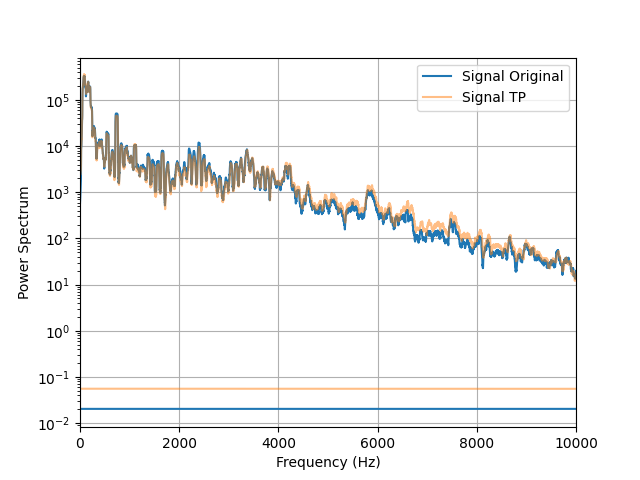 Signal Original
Signal TP
Power Spectrum
10⁵
10⁴
10³
10²
10¹
10⁰
10⁻¹
10⁻²
0 2000 4000 6000 8000 10000
Frequency (Hz)